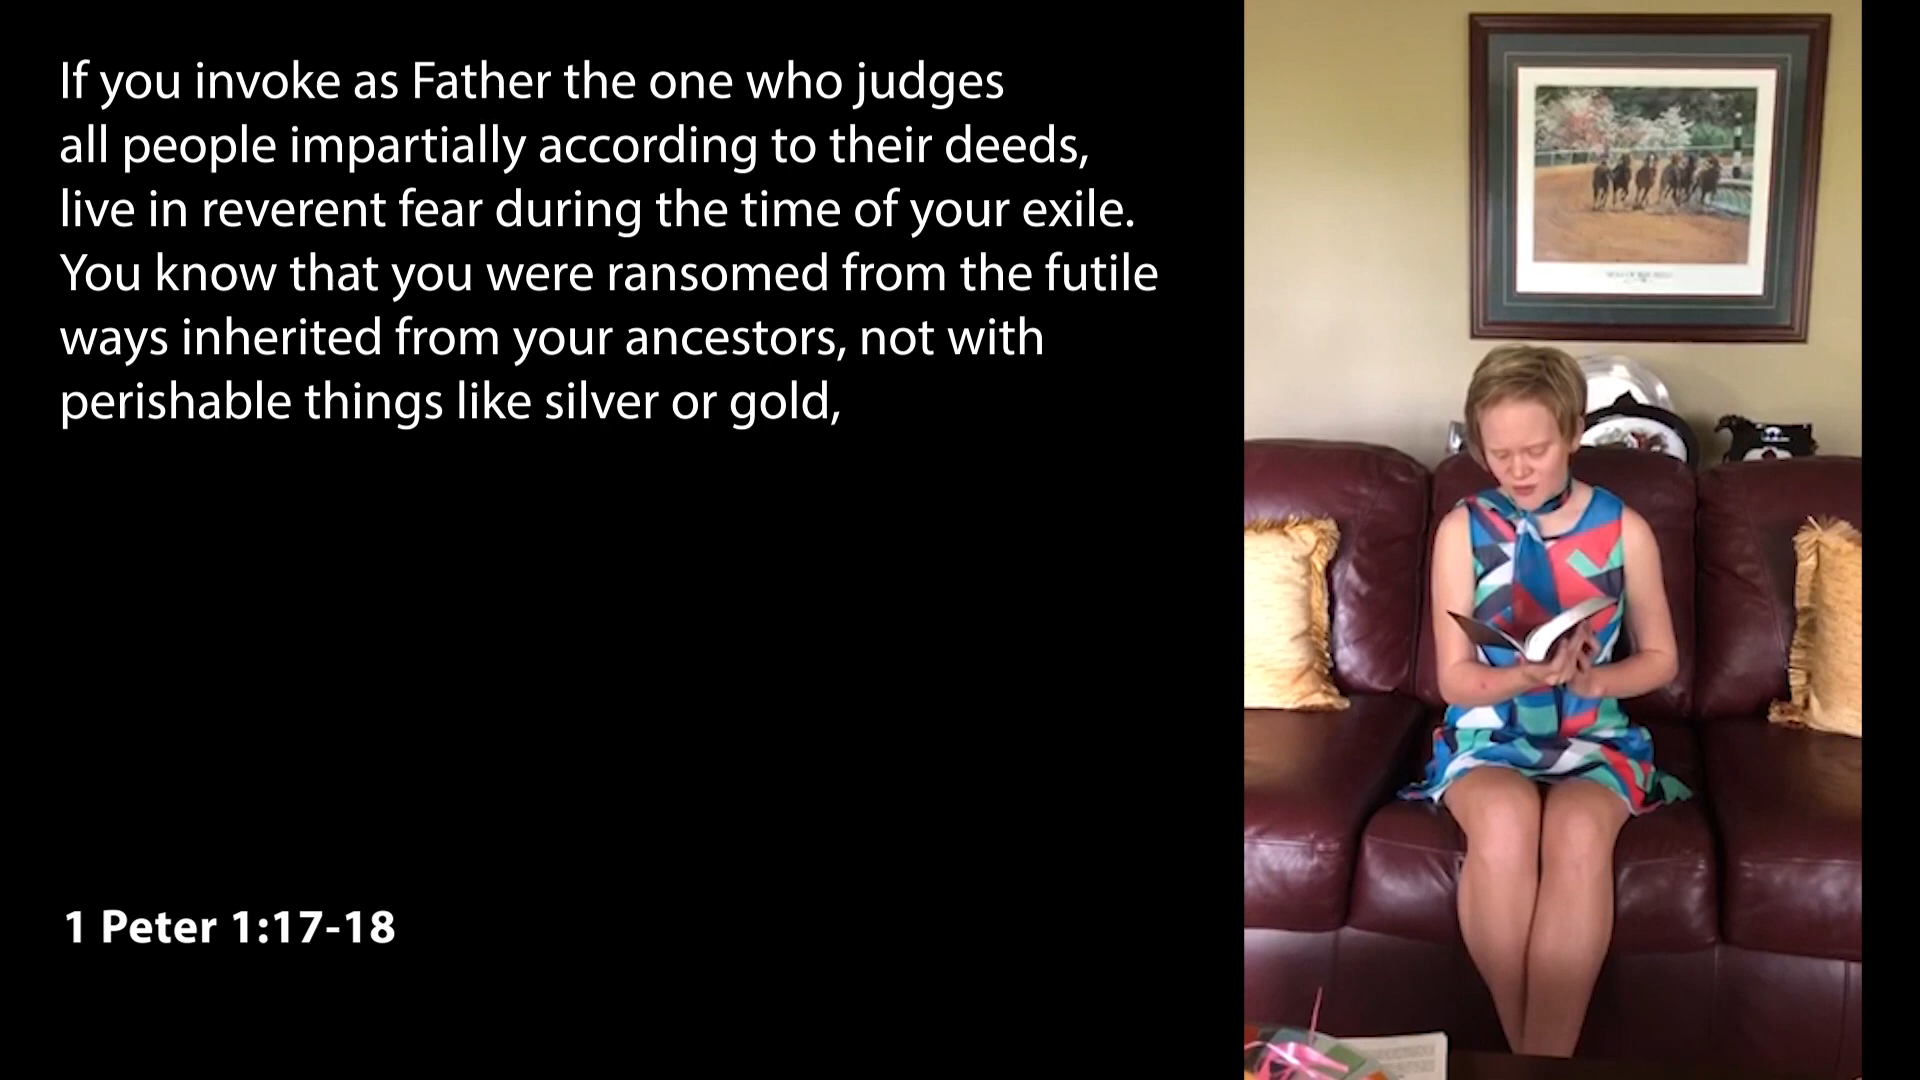 If you invoke as Father the one who judges
all people impartially according to their deeds,
live in reverent fear during the time of your exile.
You know that you were ransomed from the futile
ways inherited from your ancestors, not with
perishable things like silver or gold,
1 Peter 1:17-18